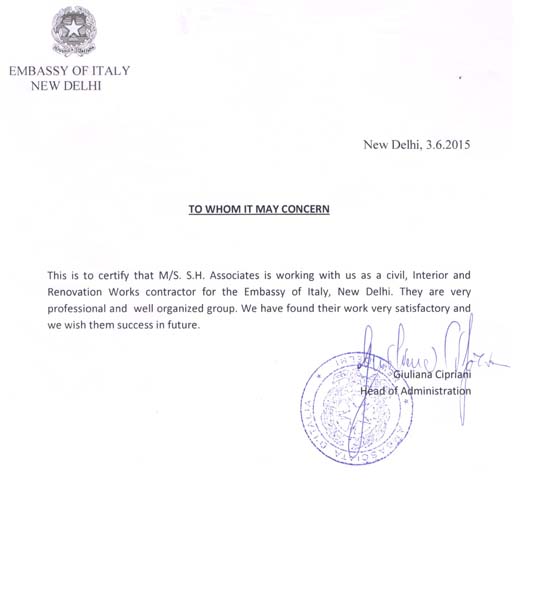 EMBASSY OF ITALY
NEW DELHI
New Delhi, 3.6.2015
TO WHOM IT MAY CONCERN
This is to certify that M/S. S.H. Associates is working with us as a civil, Interior and
Renovation Works contractor for the Embassy of Italy, New Delhi. They are very
professional and well organized group. We have found their work very satisfactory and
we wish them success in future.
Giuliana Cipriani
Head of Administration
AMBASCIATA D'ITALIA